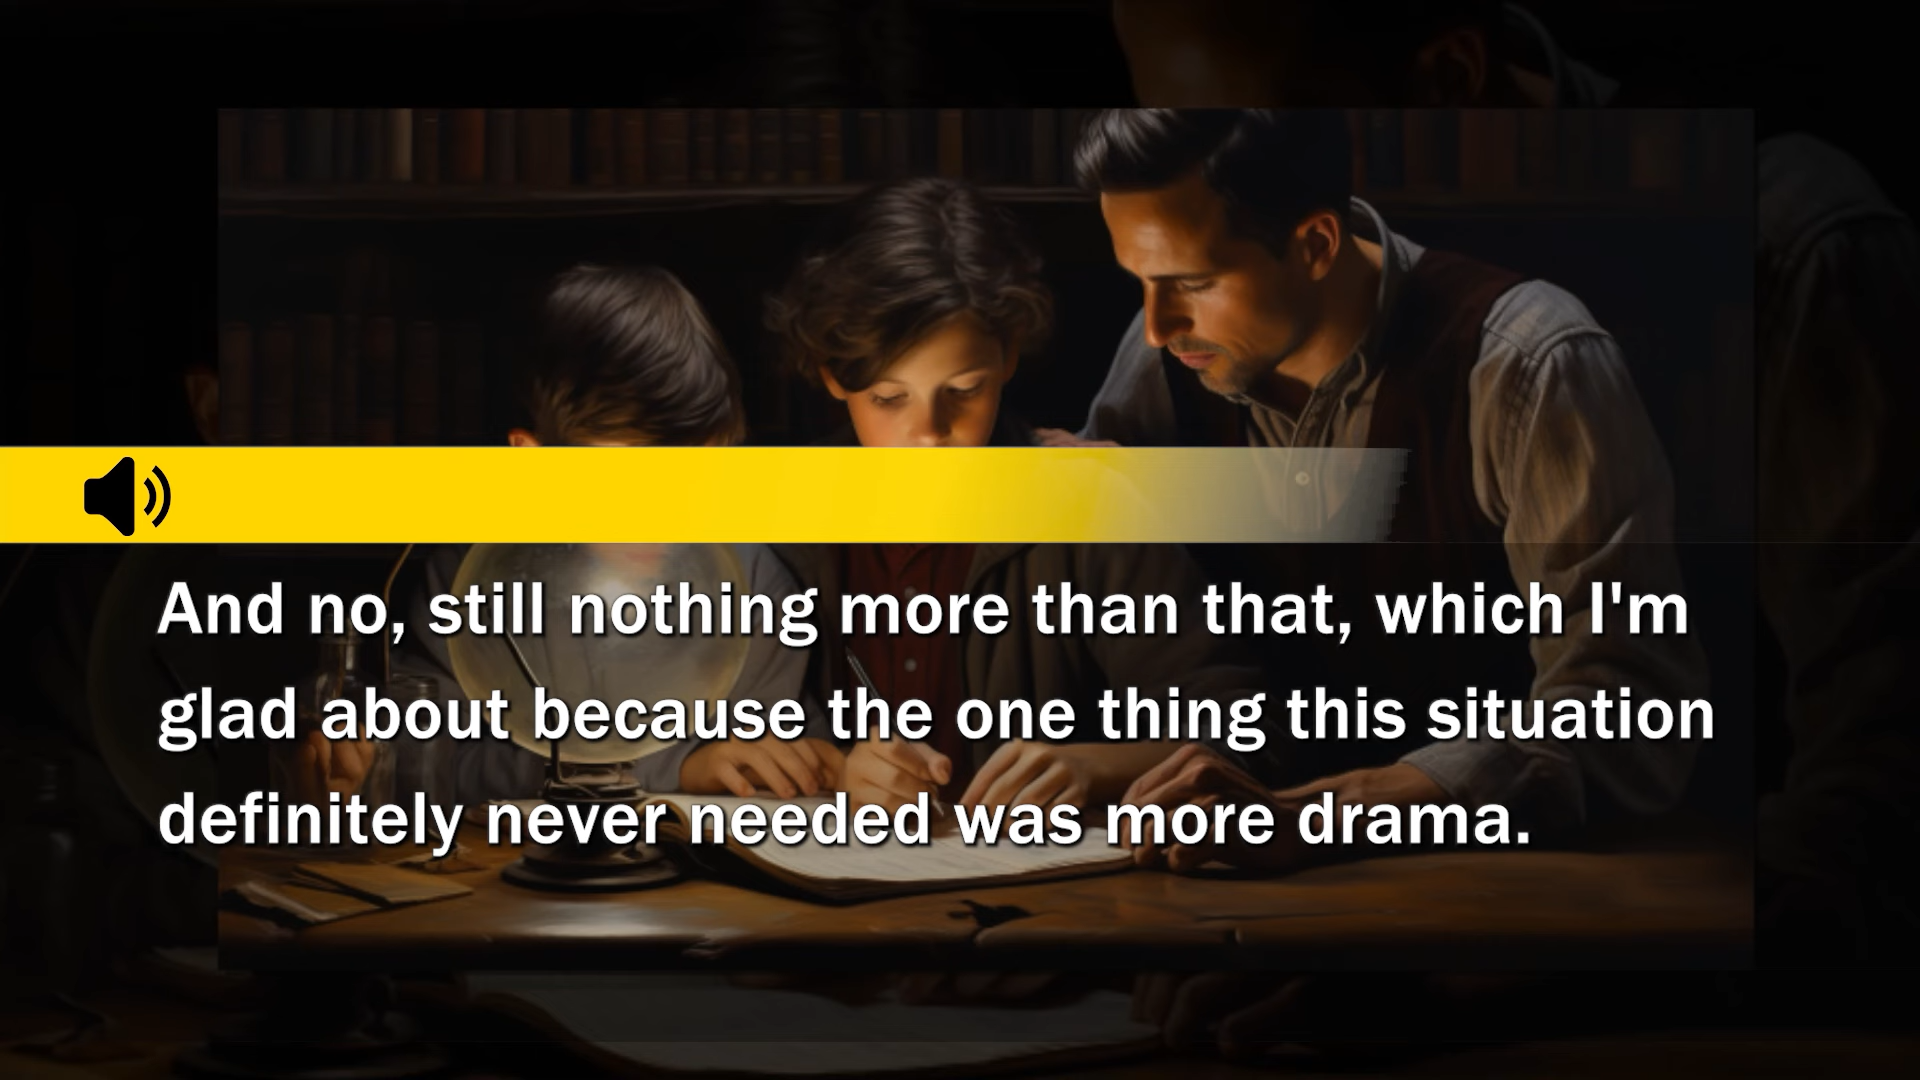 And no, still nothing more than that, which I'm
glad about because the one thing this situation
definitely never needed was more drama.